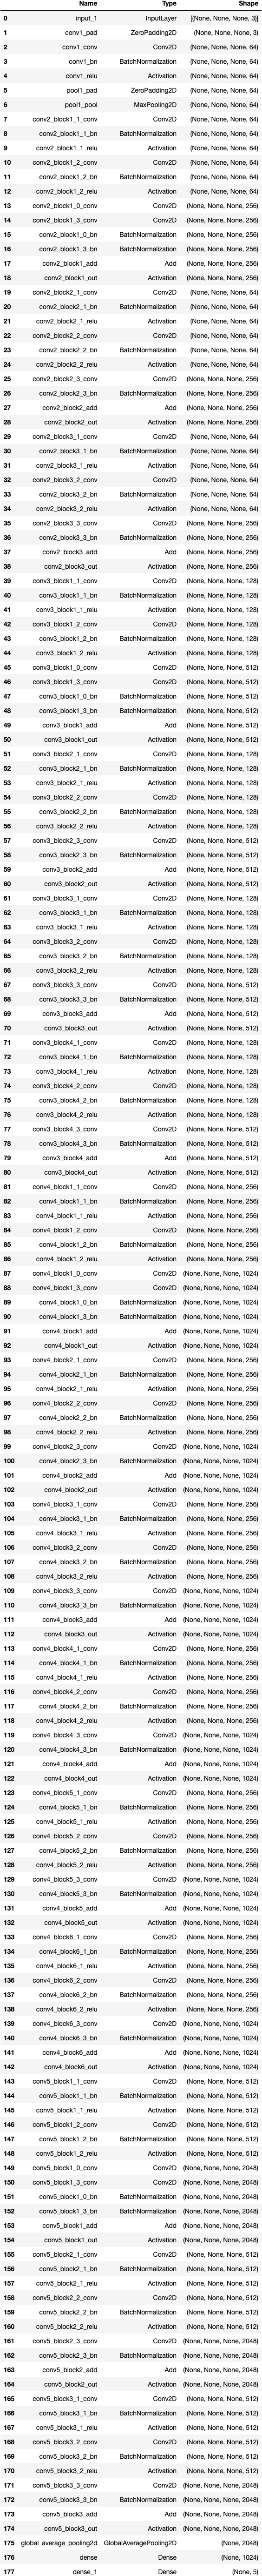 Name Type Shape
0 input_1 InputLayer [(None, None, None, 3)]
1 conv1_pad ZeroPadding2D (None, None, None, 3)
2 conv1_conv Conv2D (None, None, None, 64)
3 conv1_bn BatchNormalization (None, None, None, 64)
4 conv1_relu Activation (None, None, None, 64)
5 pool1_pad ZeroPadding2D (None, None, None, 64)
6 pool1_pool MaxPooling2D (None, None, None, 64)
7 conv2_block1_1_conv Conv2D (None, None, None, 64)
8 conv2_block1_1_bn BatchNormalization (None, None, None, 64)
9 conv2_block1_1_relu Activation (None, None, None, 64)
10 conv2_block1_2_conv Conv2D (None, None, None, 64)
11 conv2_block1_2_bn BatchNormalization (None, None, None, 64)
12 conv2_block1_2_relu Activation (None, None, None, 64)
13 conv2_block1_0_conv Conv2D (None, None, None, 256)
14 conv2_block1_3_conv Conv2D (None, None, None, 256)
15 conv2_block1_0_bn BatchNormalization (None, None, None, 256)
16 conv2_block1_3_bn BatchNormalization (None, None, None, 256)
17 conv2_block1_add Add (None, None, None, 256)
18 conv2_block1_out Activation (None, None, None, 256)
19 conv2_block2_1_conv Conv2D (None, None, None, 64)
20 conv2_block2_1_bn BatchNormalization (None, None, None, 64)
21 conv2_block2_1_relu Activation (None, None, None, 64)
22 conv2_block2_2_conv Conv2D (None, None, None, 64)
23 conv2_block2_2_bn BatchNormalization (None, None, None, 64)
24 conv2_block2_2_relu Activation (None, None, None, 64)
25 conv2_block2_3_conv Conv2D (None, None, None, 256)
26 conv2_block2_3_bn BatchNormalization (None, None, None, 256)
27 conv2_block2_add Add (None, None, None, 256)
28 conv2_block2_out Activation (None, None, None, 256)
29 conv2_block3_1_conv Conv2D (None, None, None, 64)
30 conv2_block3_1_bn BatchNormalization (None, None, None, 64)
31 conv2_block3_1_relu Activation (None, None, None, 64)
32 conv2_block3_2_conv Conv2D (None, None, None, 64)
33 conv2_block3_2_bn BatchNormalization (None, None, None, 64)
34 conv2_block3_2_relu Activation (None, None, None, 64)
35 conv2_block3_3_conv Conv2D (None, None, None, 256)
36 conv2_block3_3_bn BatchNormalization (None, None, None, 256)
37 conv2_block3_add Add (None, None, None, 256)
38 conv2_block3_out Activation (None, None, None, 256)
39 conv3_block1_1_conv Conv2D (None, None, None, 128)
40 conv3_block1_1_bn BatchNormalization (None, None, None, 128)
41 conv3_block1_1_relu Activation (None, None, None, 128)
42 conv3_block1_2_conv Conv2D (None, None, None, 128)
43 conv3_block1_2_bn BatchNormalization (None, None, None, 128)
44 conv3_block1_2_relu Activation (None, None, None, 128)
45 conv3_block1_0_conv Conv2D (None, None, None, 512)
46 conv3_block1_3_conv Conv2D (None, None, None, 512)
47 conv3_block1_0_bn BatchNormalization (None, None, None, 512)
48 conv3_block1_3_bn BatchNormalization (None, None, None, 512)
49 conv3_block1_add Add (None, None, None, 512)
50 conv3_block1_out Activation (None, None, None, 512)
51 conv3_block2_1_conv Conv2D (None, None, None, 128)
52 conv3_block2_1_bn BatchNormalization (None, None, None, 128)
53 conv3_block2_1_relu Activation (None, None, None, 128)
54 conv3_block2_2_conv Conv2D (None, None, None, 128)
55 conv3_block2_2_bn BatchNormalization (None, None, None, 128)
56 conv3_block2_2_relu Activation (None, None, None, 128)
57 conv3_block2_3_conv Conv2D (None, None, None, 512)
58 conv3_block2_3_bn BatchNormalization (None, None, None, 512)
59 conv3_block2_add Add (None, None, None, 512)
60 conv3_block2_out Activation (None, None, None, 512)
61 conv3_block3_1_conv Conv2D (None, None, None, 128)
62 conv3_block3_1_bn BatchNormalization (None, None, None, 128)
63 conv3_block3_1_relu Activation (None, None, None, 128)
64 conv3_block3_2_conv Conv2D (None, None, None, 128)
65 conv3_block3_2_bn BatchNormalization (None, None, None, 128)
66 conv3_block3_2_relu Activation (None, None, None, 128)
67 conv3_block3_3_conv Conv2D (None, None, None, 512)
68 conv3_block3_3_bn BatchNormalization (None, None, None, 512)
69 conv3_block3_add Add (None, None, None, 512)
70 conv3_block3_out Activation (None, None, None, 512)
71 conv3_block4_1_conv Conv2D (None, None, None, 128)
72 conv3_block4_1_bn BatchNormalization (None, None, None, 128)
73 conv3_block4_1_relu Activation (None, None, None, 128)
74 conv3_block4_2_conv Conv2D (None, None, None, 128)
75 conv3_block4_2_bn BatchNormalization (None, None, None, 128)
76 conv3_block4_2_relu Activation (None, None, None, 128)
77 conv3_block4_3_conv Conv2D (None, None, None, 512)
78 conv3_block4_3_bn BatchNormalization (None, None, None, 512)
79 conv3_block4_add Add (None, None, None, 512)
80 conv3_block4_out Activation (None, None, None, 512)
81 conv4_block1_1_conv Conv2D (None, None, None, 256)
82 conv4_block1_1_bn BatchNormalization (None, None, None, 256)
83 conv4_block1_1_relu Activation (None, None, None, 256)
84 conv4_block1_2_conv Conv2D (None, None, None, 256)
85 conv4_block1_2_bn BatchNormalization (None, None, None, 256)
86 conv4_block1_2_relu Activation (None, None, None, 256)
87 conv4_block1_0_conv Conv2D (None, None, None, 1024)
88 conv4_block1_3_conv Conv2D (None, None, None, 1024)
89 conv4_block1_0_bn BatchNormalization (None, None, None, 1024)
90 conv4_block1_3_bn BatchNormalization (None, None, None, 1024)
91 conv4_block1_add Add (None, None, None, 1024)
92 conv4_block1_out Activation (None, None, None, 1024)
93 conv4_block2_1_conv Conv2D (None, None, None, 256)
94 conv4_block2_1_bn BatchNormalization (None, None, None, 256)
95 conv4_block2_1_relu Activation (None, None, None, 256)
96 conv4_block2_2_conv Conv2D (None, None, None, 256)
97 conv4_block2_2_bn BatchNormalization (None, None, None, 256)
98 conv4_block2_2_relu Activation (None, None, None, 256)
99 conv4_block2_3_conv Conv2D (None, None, None, 1024)
100 conv4_block2_3_bn BatchNormalization (None, None, None, 1024)
101 conv4_block2_add Add (None, None, None, 1024)
102 conv4_block2_out Activation (None, None, None, 1024)
103 conv4_block3_1_conv Conv2D (None, None, None, 256)
104 conv4_block3_1_bn BatchNormalization (None, None, None, 256)
105 conv4_block3_1_relu Activation (None, None, None, 256)
106 conv4_block3_2_conv Conv2D (None, None, None, 256)
107 conv4_block3_2_bn BatchNormalization (None, None, None, 256)
108 conv4_block3_2_relu Activation (None, None, None, 256)
109 conv4_block3_3_conv Conv2D (None, None, None, 1024)
110 conv4_block3_3_bn BatchNormalization (None, None, None, 1024)
111 conv4_block3_add Add (None, None, None, 1024)
112 conv4_block3_out Activation (None, None, None, 1024)
113 conv4_block4_1_conv Conv2D (None, None, None, 256)
114 conv4_block4_1_bn BatchNormalization (None, None, None, 256)
115 conv4_block4_1_relu Activation (None, None, None, 256)
116 conv4_block4_2_conv Conv2D (None, None, None, 256)
117 conv4_block4_2_bn BatchNormalization (None, None, None, 256)
118 conv4_block4_2_relu Activation (None, None, None, 256)
119 conv4_block4_3_conv Conv2D (None, None, None, 1024)
120 conv4_block4_3_bn BatchNormalization (None, None, None, 1024)
121 conv4_block4_add Add (None, None, None, 1024)
122 conv4_block4_out Activation (None, None, None, 1024)
123 conv4_block5_1_conv Conv2D (None, None, None, 256)
124 conv4_block5_1_bn BatchNormalization (None, None, None, 256)
125 conv4_block5_1_relu Activation (None, None, None, 256)
126 conv4_block5_2_conv Conv2D (None, None, None, 256)
127 conv4_block5_2_bn BatchNormalization (None, None, None, 256)
128 conv4_block5_2_relu Activation (None, None, None, 256)
129 conv4_block5_3_conv Conv2D (None, None, None, 1024)
130 conv4_block5_3_bn BatchNormalization (None, None, None, 1024)
131 conv4_block5_add Add (None, None, None, 1024)
132 conv4_block5_out Activation (None, None, None, 1024)
133 conv4_block6_1_conv Conv2D (None, None, None, 256)
134 conv4_block6_1_bn BatchNormalization (None, None, None, 256)
135 conv4_block6_1_relu Activation (None, None, None, 256)
136 conv4_block6_2_conv Conv2D (None, None, None, 256)
137 conv4_block6_2_bn BatchNormalization (None, None, None, 256)
138 conv4_block6_2_relu Activation (None, None, None, 256)
139 conv4_block6_3_conv Conv2D (None, None, None, 1024)
140 conv4_block6_3_bn BatchNormalization (None, None, None, 1024)
141 conv4_block6_add Add (None, None, None, 1024)
142 conv4_block6_out Activation (None, None, None, 1024)
143 conv5_block1_1_conv Conv2D (None, None, None, 512)
144 conv5_block1_1_bn BatchNormalization (None, None, None, 512)
145 conv5_block1_1_relu Activation (None, None, None, 512)
146 conv5_block1_2_conv Conv2D (None, None, None, 512)
147 conv5_block1_2_bn BatchNormalization (None, None, None, 512)
148 conv5_block1_2_relu Activation (None, None, None, 512)
149 conv5_block1_0_conv Conv2D (None, None, None, 2048)
150 conv5_block1_3_conv Conv2D (None, None, None, 2048)
151 conv5_block1_0_bn BatchNormalization (None, None, None, 2048)
152 conv5_block1_3_bn BatchNormalization (None, None, None, 2048)
153 conv5_block1_add Add (None, None, None, 2048)
154 conv5_block1_out Activation (None, None, None, 2048)
155 conv5_block2_1_conv Conv2D (None, None, None, 512)
156 conv5_block2_1_bn BatchNormalization (None, None, None, 512)
157 conv5_block2_1_relu Activation (None, None, None, 512)
158 conv5_block2_2_conv Conv2D (None, None, None, 512)
159 conv5_block2_2_bn BatchNormalization (None, None, None, 512)
160 conv5_block2_2_relu Activation (None, None, None, 512)
161 conv5_block2_3_conv Conv2D (None, None, None, 2048)
162 conv5_block2_3_bn BatchNormalization (None, None, None, 2048)
163 conv5_block2_add Add (None, None, None, 2048)
164 conv5_block2_out Activation (None, None, None, 2048)
165 conv5_block3_1_conv Conv2D (None, None, None, 512)
166 conv5_block3_1_bn BatchNormalization (None, None, None, 512)
167 conv5_block3_1_relu Activation (None, None, None, 512)
168 conv5_block3_2_conv Conv2D (None, None, None, 512)
169 conv5_block3_2_bn BatchNormalization (None, None, None, 512)
170 conv5_block3_2_relu Activation (None, None, None, 512)
171 conv5_block3_3_conv Conv2D (None, None, None, 2048)
172 conv5_block3_3_bn BatchNormalization (None, None, None, 2048)
173 conv5_block3_add Add (None, None, None, 2048)
174 conv5_block3_out Activation (None, None, None, 2048)
175 global_average_pooling2d GlobalAveragePooling2D (None, 2048)
176 dense Dense (None, 1024)
177 dense_1 Dense (None, 5)